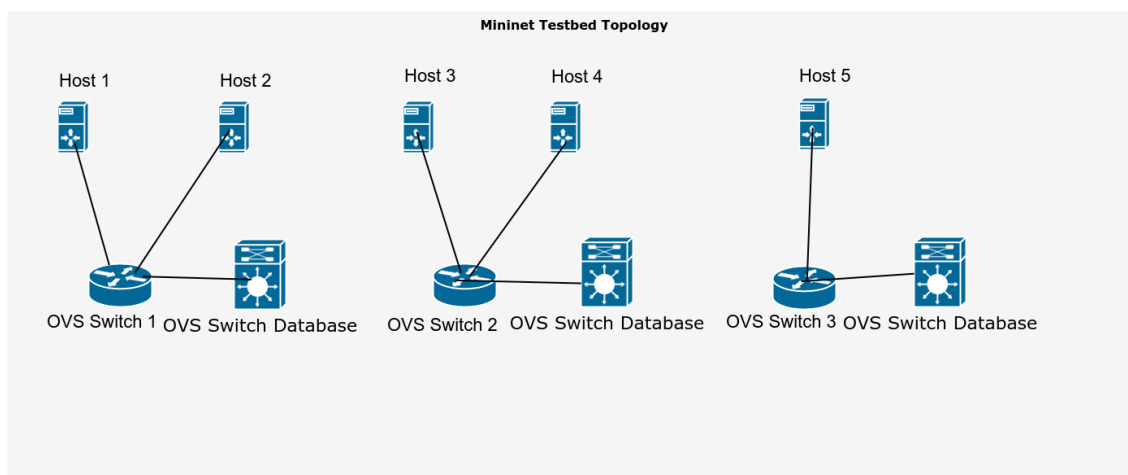 Mininet Testbed Topology
Host 1
Host 2
Host 3
Host 4
Host 5
OVS Switch 1
OVS Switch Database
OVS Switch 2
OVS Switch Database
OVS Switch 3
OVS Switch Database